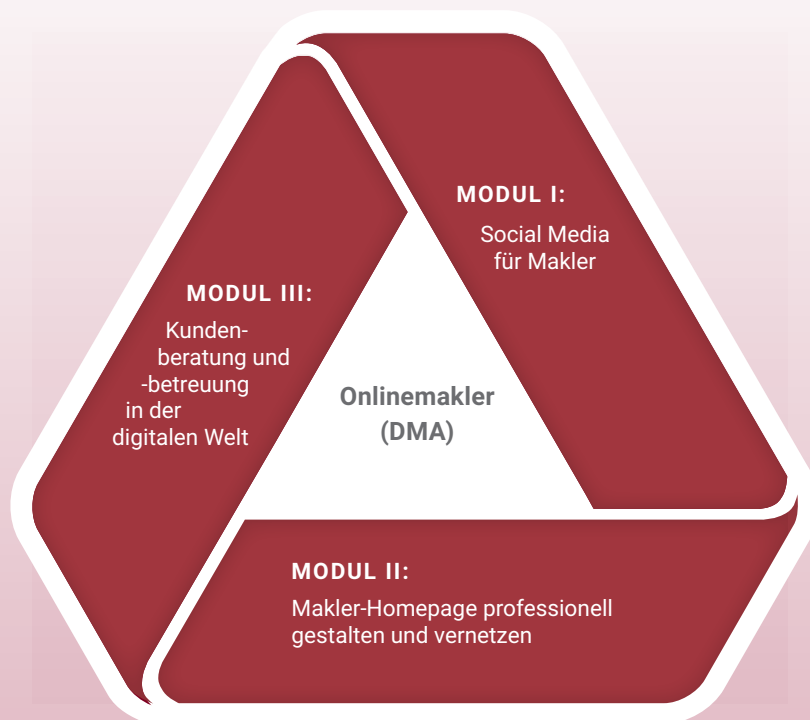 MODUL I:
Social Media
für Makler
MODUL III:
Kunden-
beratung und
-betreuung
in der
digitalen Welt
Onlinemakler
(DMA)
MODUL II:
Makler-Homepage professionell
gestalten und vernetzen